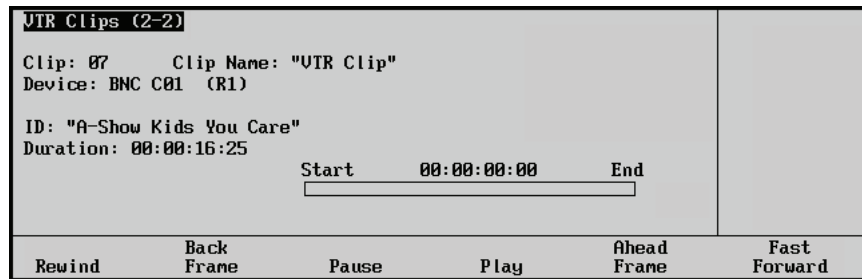 VTR Clips (2-2)
Clip: 07 Clip Name: "VTR Clip"
Device: BNC C01 (R1)
ID: "A-Show Kids You Care"
Duration: 00:00:16:25
Start 00:00:00:00 End
Rewind Back Frame Pause Play Ahead Frame Fast Forward